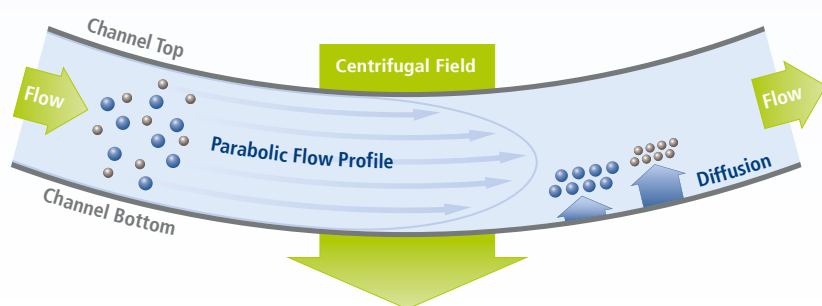 Channel Top
Centrifugal Field
Flow
Flow
Parabolic Flow Profile
Diffusion
Channel Bottom